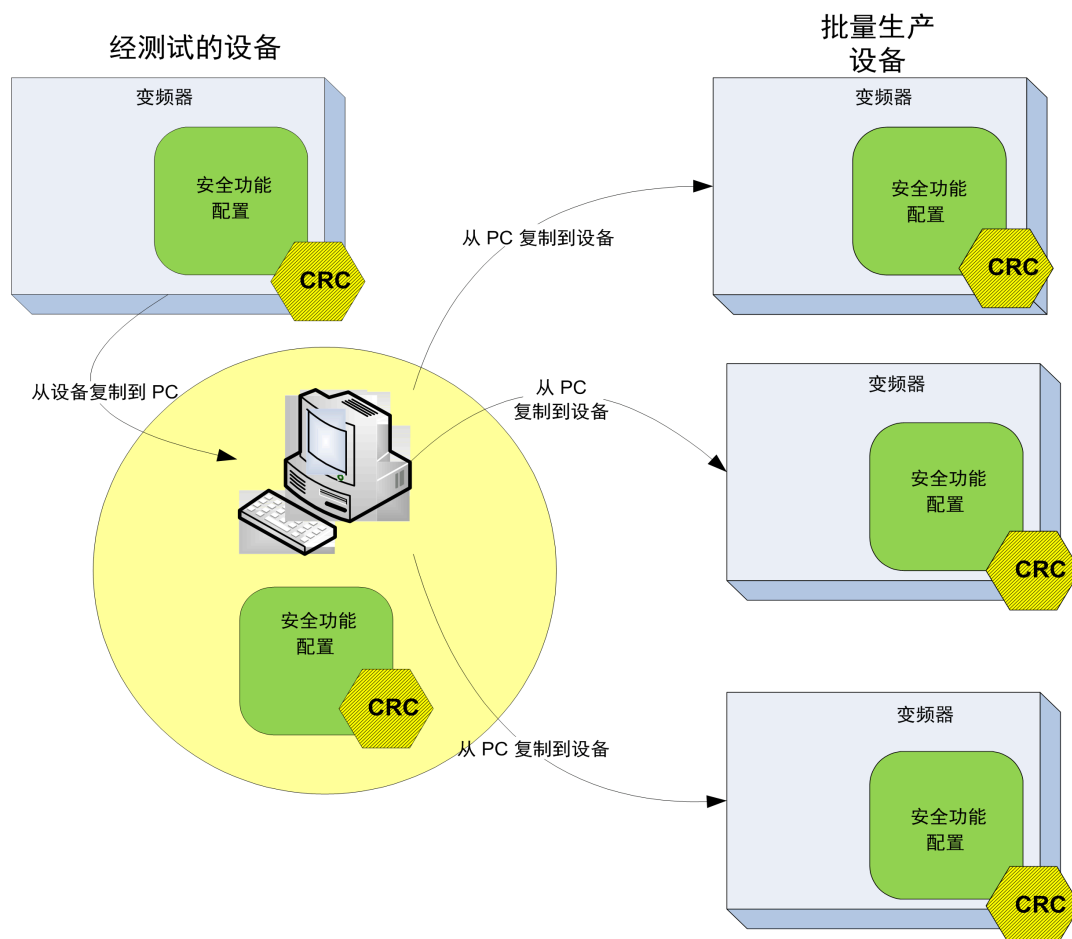 经测试的设备
变频器
安全功能
配置
CRC
从设备复制到 PC
安全功能
配置
CRC
从 PC 复制到设备
从 PC
复制到设备
从 PC 复制到设备
批量生产
设备
变频器
安全功能
配置
CRC
变频器
安全功能
配置
CRC
变频器
安全功能
配置
CRC